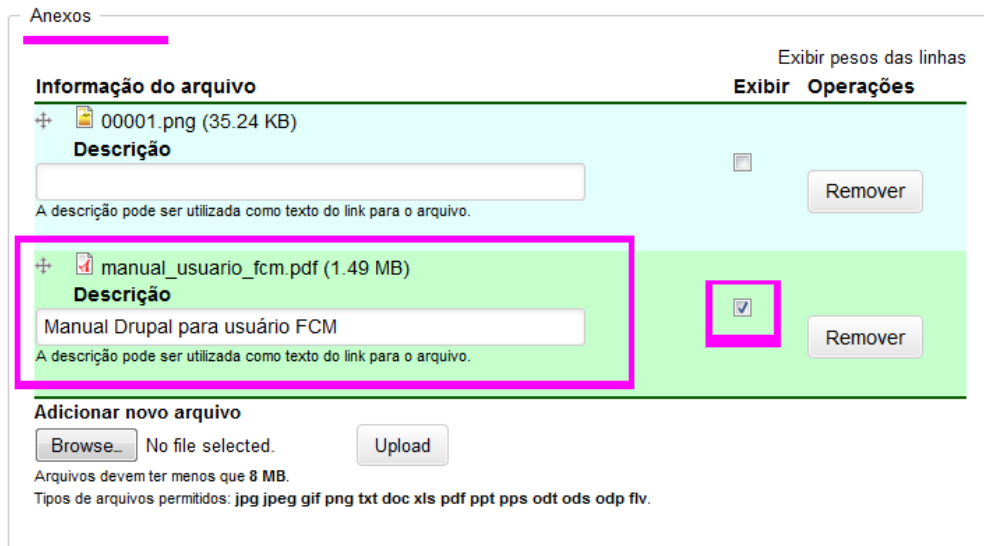 Anexos
Exibir pesos das linhas
Informação do arquivo Exibir Operações
00001.png (35.24 KB)
Descrição
Remover
A descrição pode ser utilizada como texto do link para o arquivo.
manual_usuario_fcm.pdf (1.49 MB)
Descrição
Manual Drupal para usuário FCM
Remover
A descrição pode ser utilizada como texto do link para o arquivo.
Adicionar novo arquivo
Browse... No file selected. Upload
Arquivos devem ter menos que 8 MB.
Tipos de arquivos permitidos: jpg jpeg gif png txt doc xls pdf ppt pps odt ods odp flv.